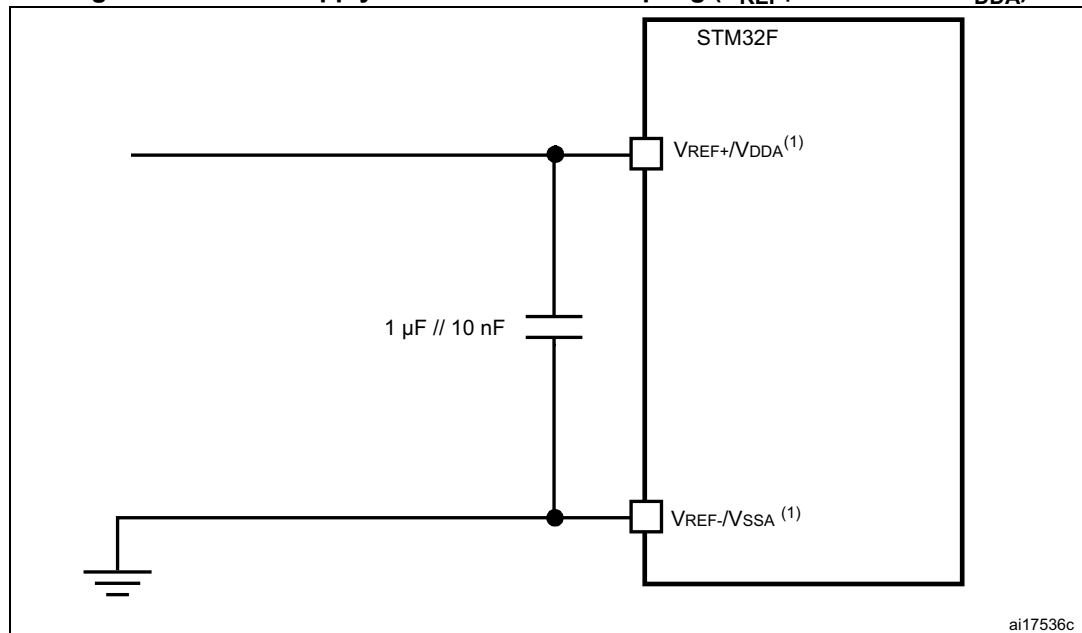 STM32F
VREF+/VDDA(1)
1 µF // 10 nF
VREF-/VSSA (1)
ai17536c